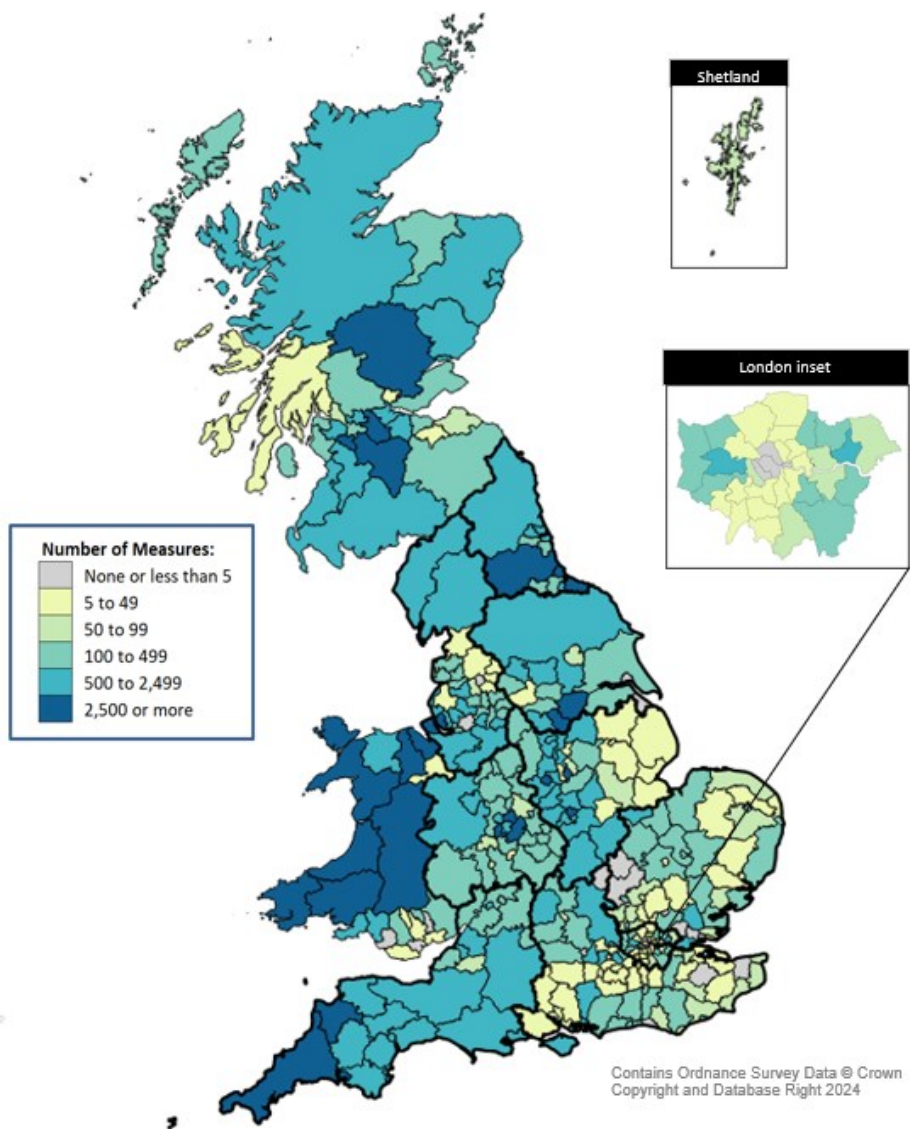 Shetland
London inset
Number of Measures:
None or less than 5
5 to 49
50 to 99
100 to 499
500 to 2,499
2,500 or more
Contains Ordnance Survey Data © Crown
Copyright and Database Right 2024